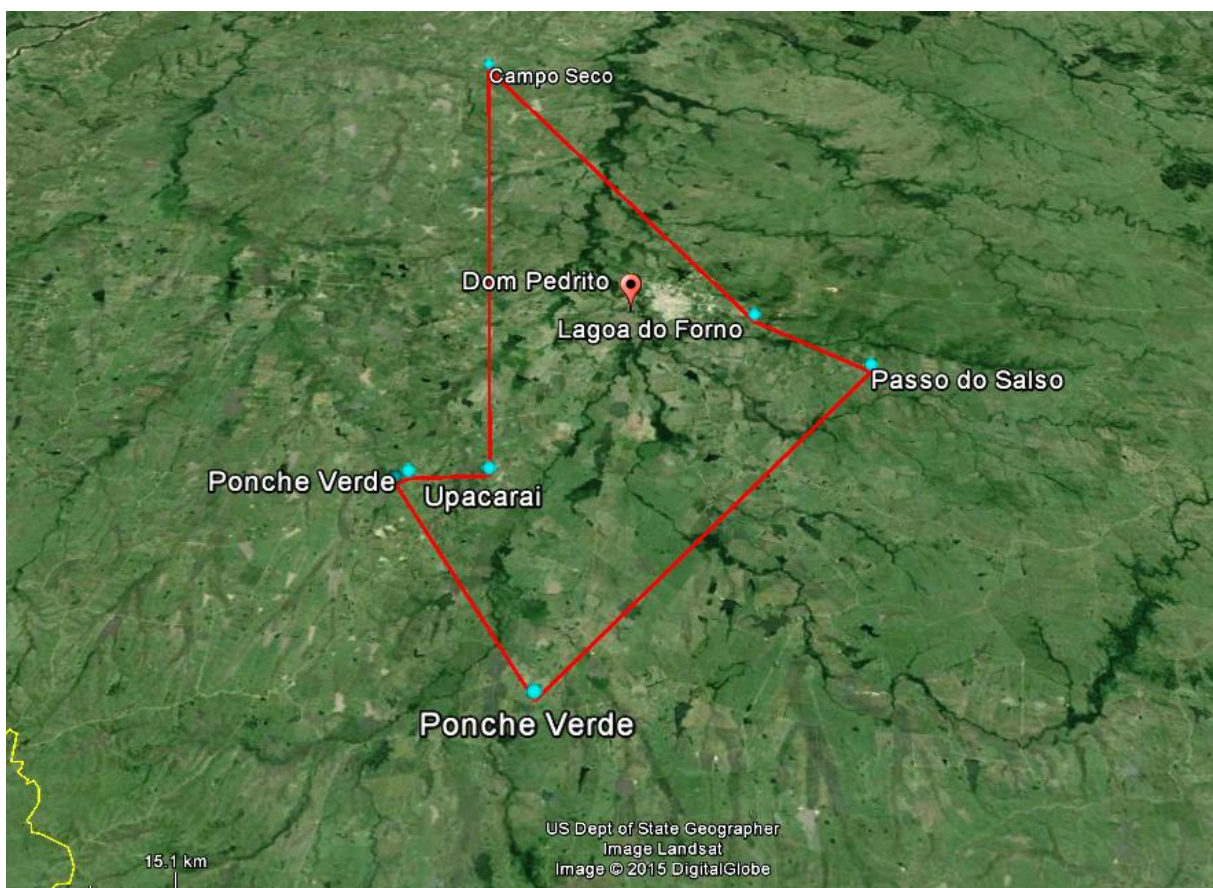 Campo Seco
Dom Pedrito
Lagoa do Forno
Passo do Salso
Ponche Verde
Upacarai
Ponche Verde
US Dept of State Geographer
Image Landsat
Image © 2015 DigitalGlobe
15.1 km